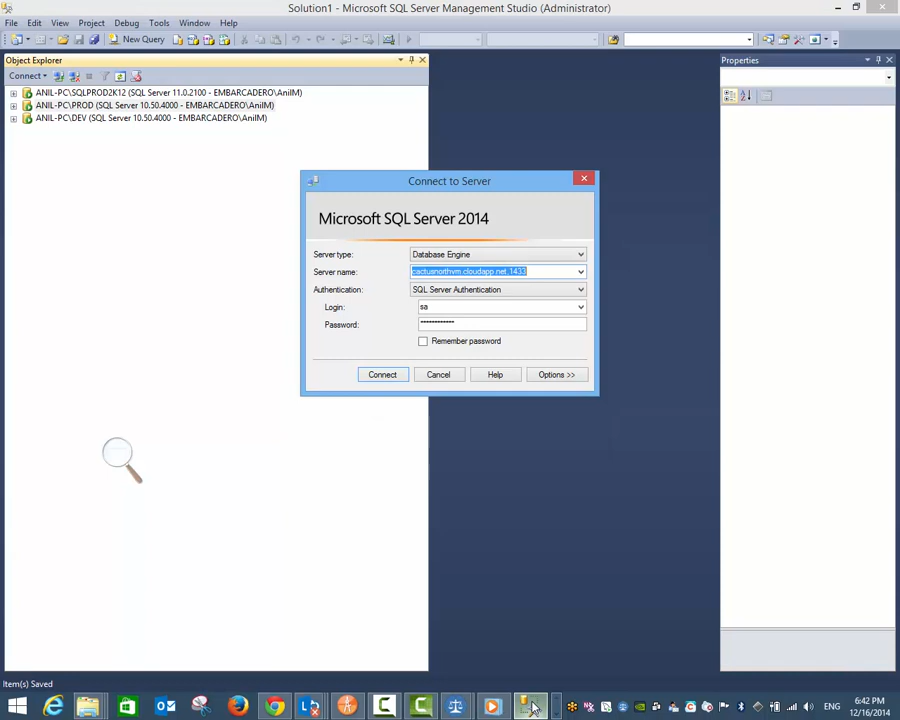 Solution1 - Microsoft SQL Server Management Studio (Administrator)
File Edit View Project Debug Tools Window Help
New Query
Object Explorer
Properties
Connect
ANIL-PC\SQLPROD2K12 (SQL Server 11.0.2100 - EMBARCADERO\AnilM)
ANIL-PC\PROD (SQL Server 10.50.4000 - EMBARCADERO\AnilM)
ANIL-PC\DEV (SQL Server 10.50.4000 - EMBARCADERO\AnilM)
Connect to Server
Microsoft SQL Server 2014
Server type: Database Engine
Server name: cactusnorthvm.cloudapp.net,1433
Authentication: SQL Server Authentication
Login: sa
Password: ************
Remember password
Connect Cancel Help Options >>
Item(s) Saved
ENG
6:42 PM
12/16/2014